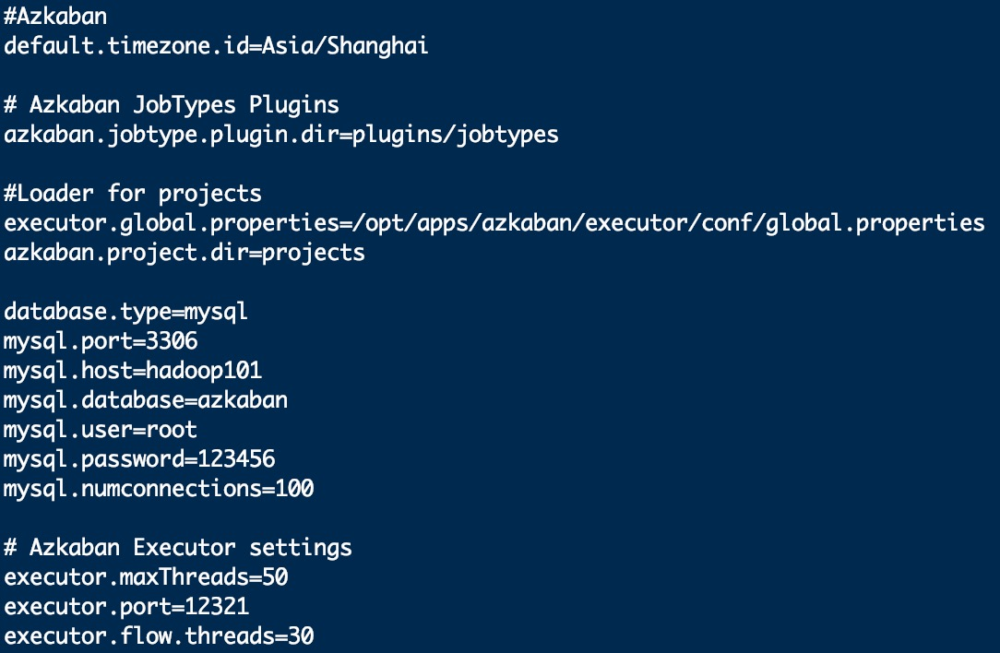 #Azkaban
default.timezone.id=Asia/Shanghai
# Azkaban JobTypes Plugins
azkaban.jobtype.plugin.dir=plugins/jobtypes
#Loader for projects
executor.global.properties=/opt/apps/azkaban/executor/conf/global.properties
azkaban.project.dir=projects
database.type=mysql
mysql.port=3306
mysql.host=hadoop101
mysql.database=azkaban
mysql.user=root
mysql.password=123456
mysql.numconnections=100
# Azkaban Executor settings
executor.maxThreads=50
executor.port=12321
executor.flow.threads=30